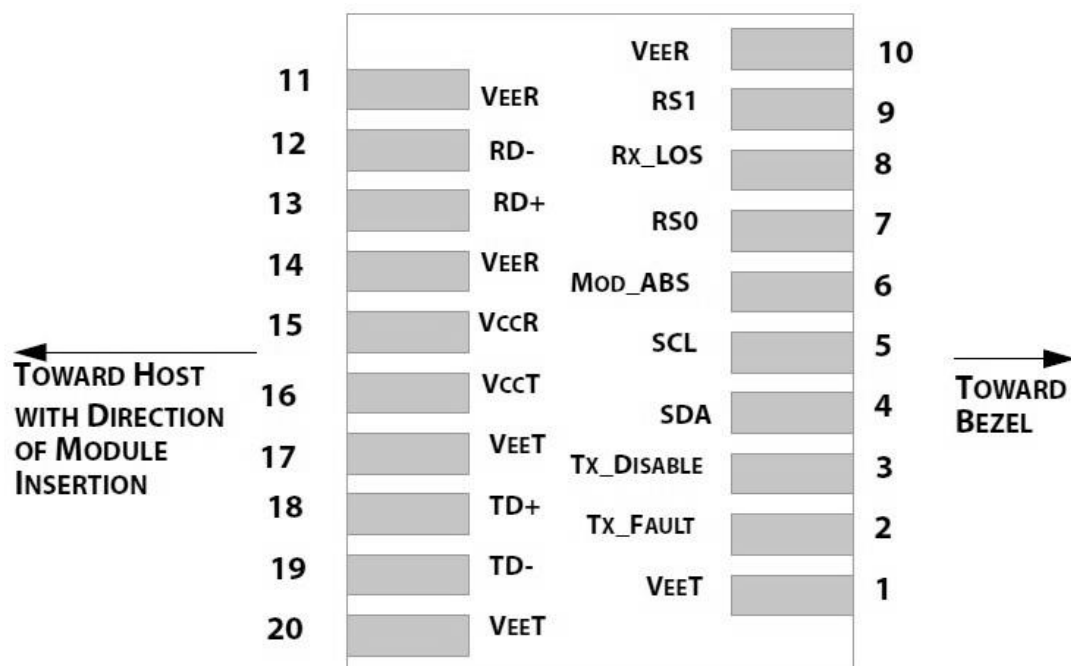 VEER 10
11 VEER
RS1 9
12 RD-
RX_LOS 8
13 RD+
RS0 7
14 VEER
MOD_ABS 6
15 VCCR
SCL 5
16 VCCT
SDA 4
17 VEET
TX_DISABLE 3
18 TD+
TX_FAULT 2
19 TD-
VEET 1
20 VEET
TOWARD HOST
WITH DIRECTION
OF MODULE
INSERTION
TOWARD
BEZEL